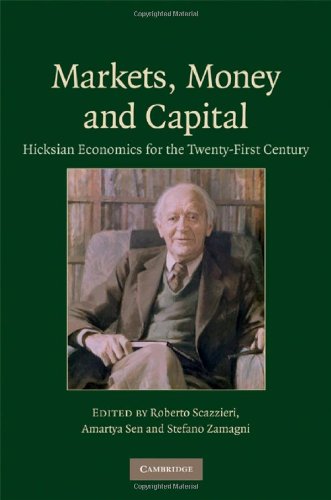 Markets, Money
and Capital
Hicksian Economics for the Twenty-First Century
EDITED BY Roberto Scazzieri,
Amartya Sen and Stefano Zamagni
CAMBRIDGE